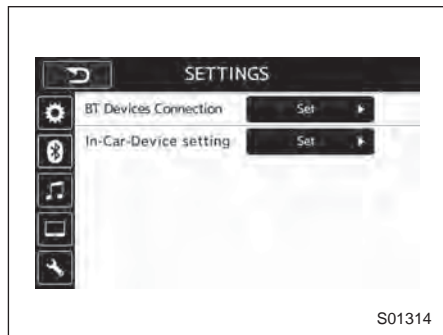 SETTINGS
BT Devices Connection Set
In-Car-Device setting Set
S01314